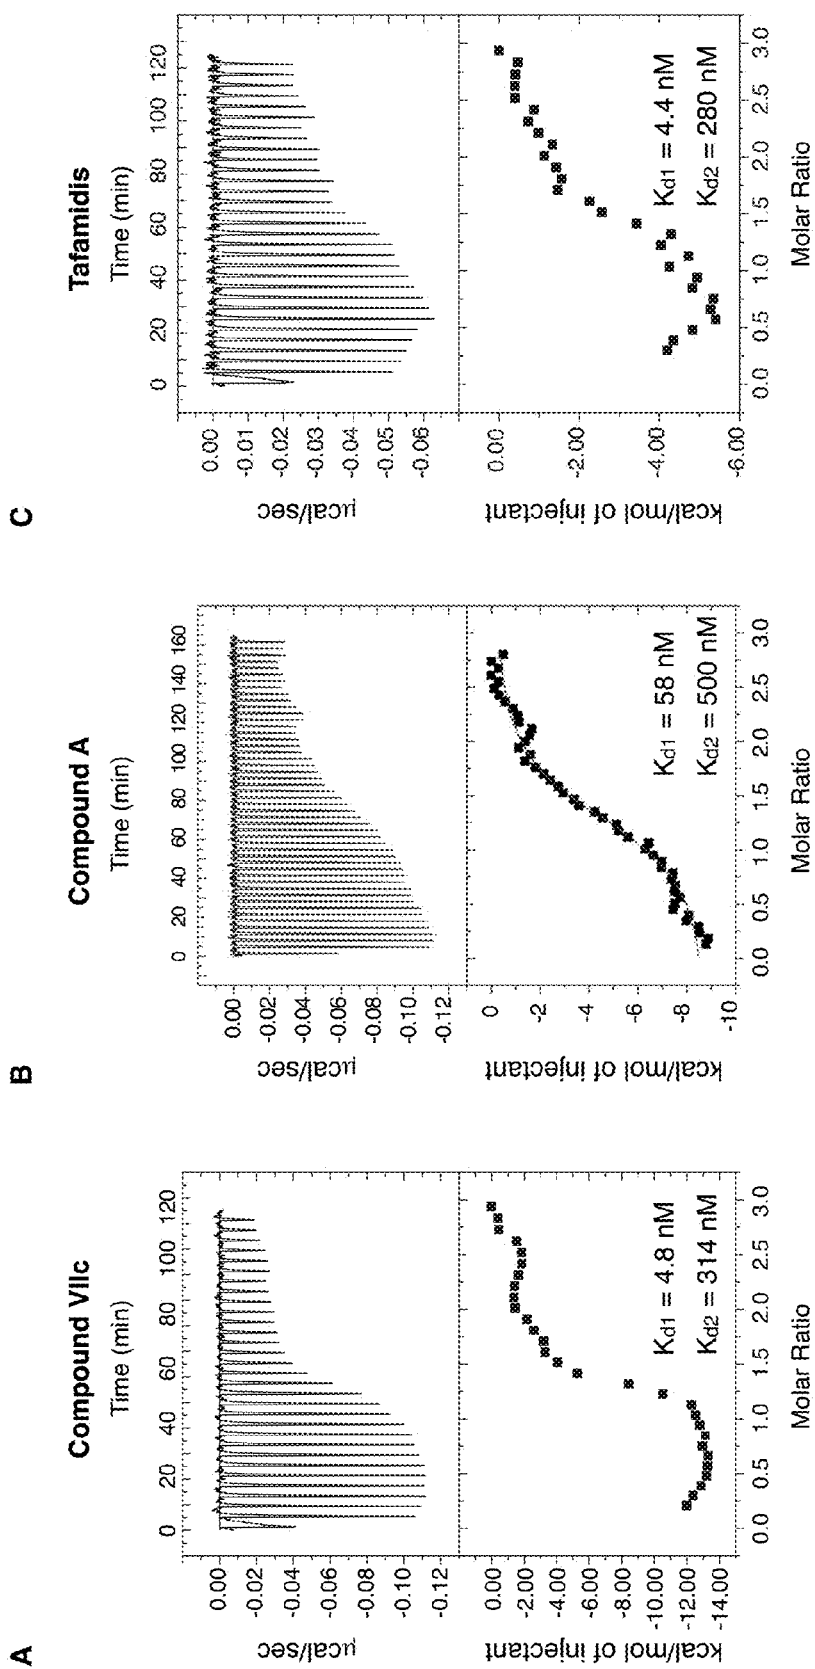 A
Compound VIIc
Time (min)
0 20 40 60 80 100 120
0.00
-0.02
-0.04
-0.06
-0.08
-0.10
-0.12
µcal/sec
0.00
-2.00
-4.00
-6.00
-8.00
-10.00
-12.00
-14.00
kcal/mol of injectant
Kd1 = 4.8 nM
Kd2 = 314 nM
0.0 0.5 1.0 1.5 2.0 2.5 3.0
Molar Ratio
B
Compound A
Time (min)
0 20 40 60 80 100 120 140 160
0.00
-0.02
-0.04
-0.06
-0.08
-0.10
-0.12
µcal/sec
0
-2
-4
-6
-8
-10
kcal/mol of injectant
Kd1 = 58 nM
Kd2 = 500 nM
0.0 0.5 1.0 1.5 2.0 2.5 3.0
Molar Ratio
C
Tafamidis
Time (min)
0 20 40 60 80 100 120
0.00
-0.01
-0.02
-0.03
-0.04
-0.05
-0.06
µcal/sec
0.00
-2.00
-4.00
-6.00
kcal/mol of injectant
Kd1 = 4.4 nM
Kd2 = 280 nM
0.0 0.5 1.0 1.5 2.0 2.5 3.0
Molar Ratio